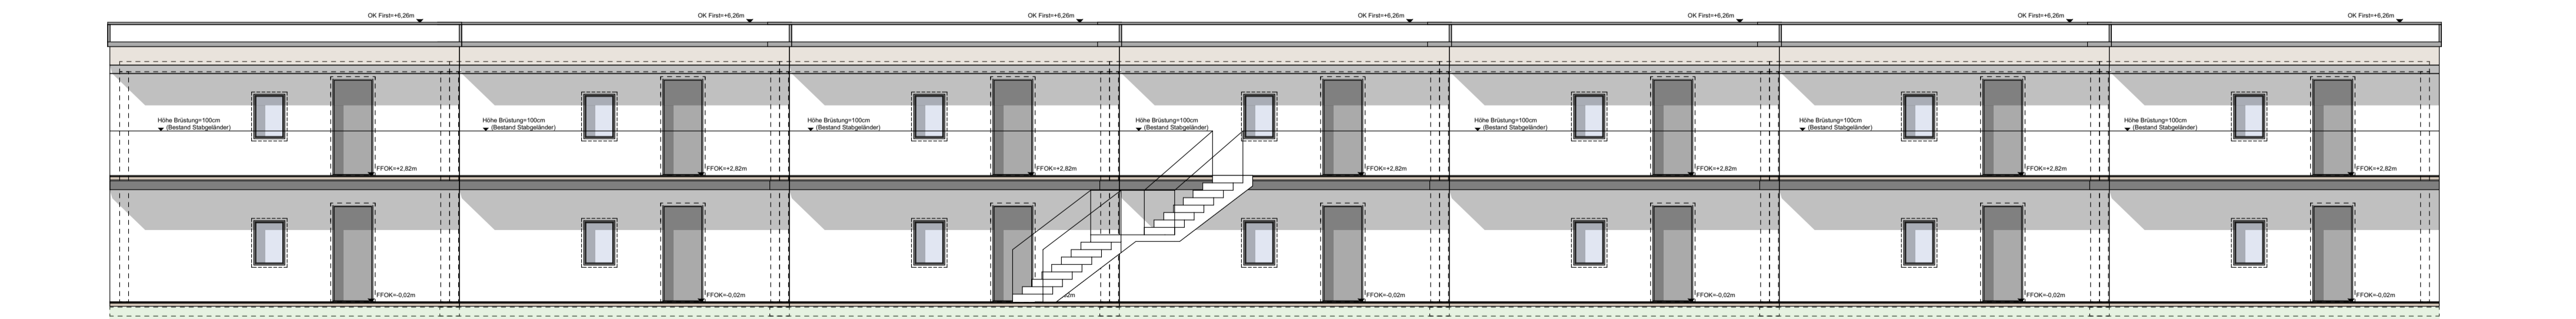 OK First=+6,26m
OK First=+6,26m
OK First=+6,26m
OK First=+6,26m
OK First=+6,26m
OK First=+6,26m
OK First=+6,26m
Höhe Brüstung=100cm
(Bestand Stabgeländer)
Höhe Brüstung=100cm
(Bestand Stabgeländer)
Höhe Brüstung=100cm
(Bestand Stabgeländer)
Höhe Brüstung=100cm
(Bestand Stabgeländer)
Höhe Brüstung=100cm
(Bestand Stabgeländer)
Höhe Brüstung=100cm
(Bestand Stabgeländer)
Höhe Brüstung=100cm
(Bestand Stabgeländer)
FFOK=+2,82m
FFOK=+2,82m
FFOK=+2,82m
FFOK=+2,82m
FFOK=+2,82m
FFOK=+2,82m
FFOK=+2,82m
FFOK=-0,02m
FFOK=-0,02m
FFOK=-0,02m
FFOK=-0,02m
FFOK=-0,02m
FFOK=-0,02m